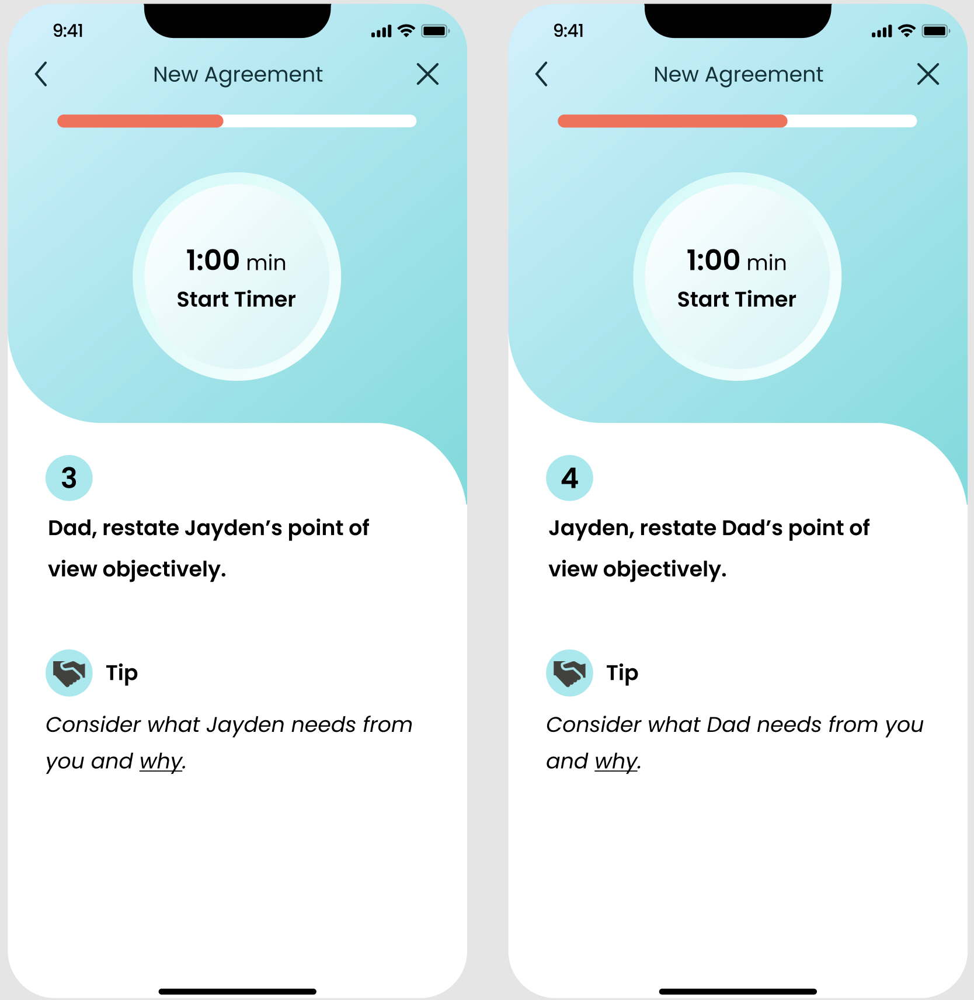 9:41
New Agreement
1:00 min
Start Timer
3
Dad, restate Jayden’s point of
view objectively.
Tip
Consider what Jayden needs from
you and why.
9:41
New Agreement
1:00 min
Start Timer
4
Jayden, restate Dad’s point of
view objectively.
Tip
Consider what Dad needs from you
and why.